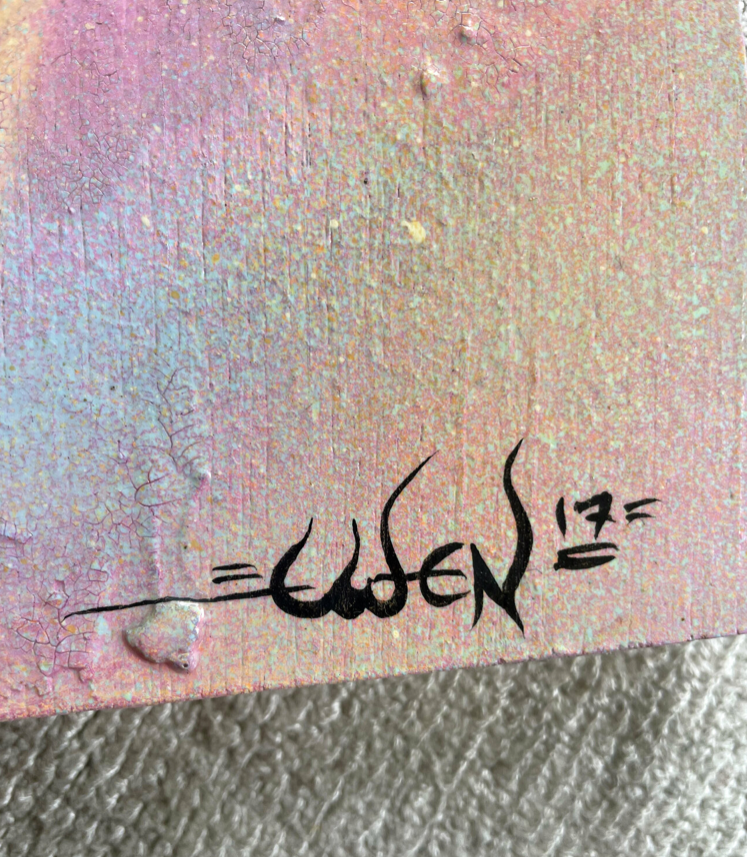 =EWEN 17=